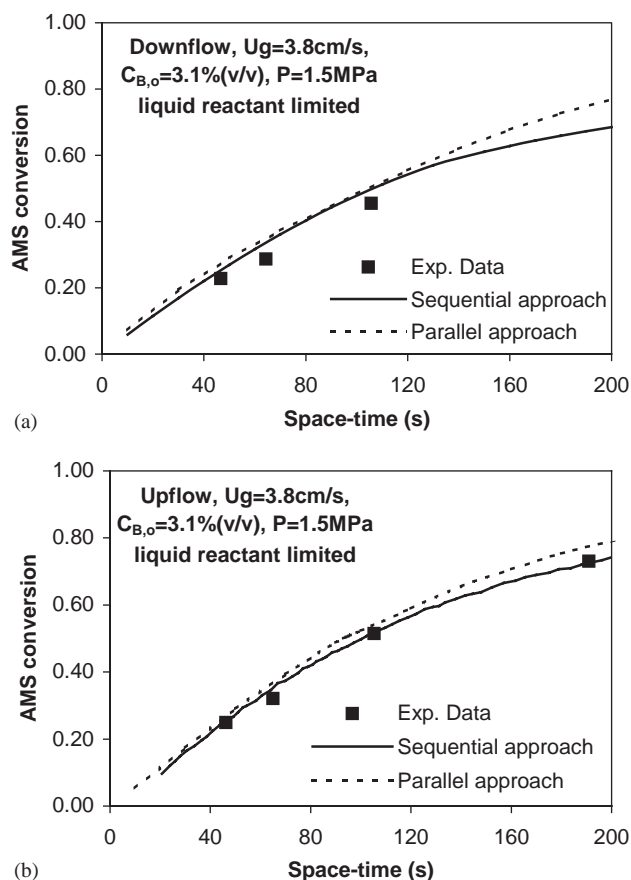 Downflow, Ug=3.8cm/s,
C_B,o=3.1%(v/v), P=1.5MPa
liquid reactant limited
1.00
0.80
0.60
0.40
0.20
0.00
AMS conversion
Exp. Data
Sequential approach
Parallel approach
0 40 80 120 160 200
Space-time (s)
(a)
Upflow, Ug=3.8cm/s,
C_B,o=3.1%(v/v), P=1.5MPa
liquid reactant limited
1.00
0.80
0.60
0.40
0.20
0.00
AMS conversion
Exp. Data
Sequential approach
Parallel approach
0 40 80 120 160 200
Space-time (s)
(b)